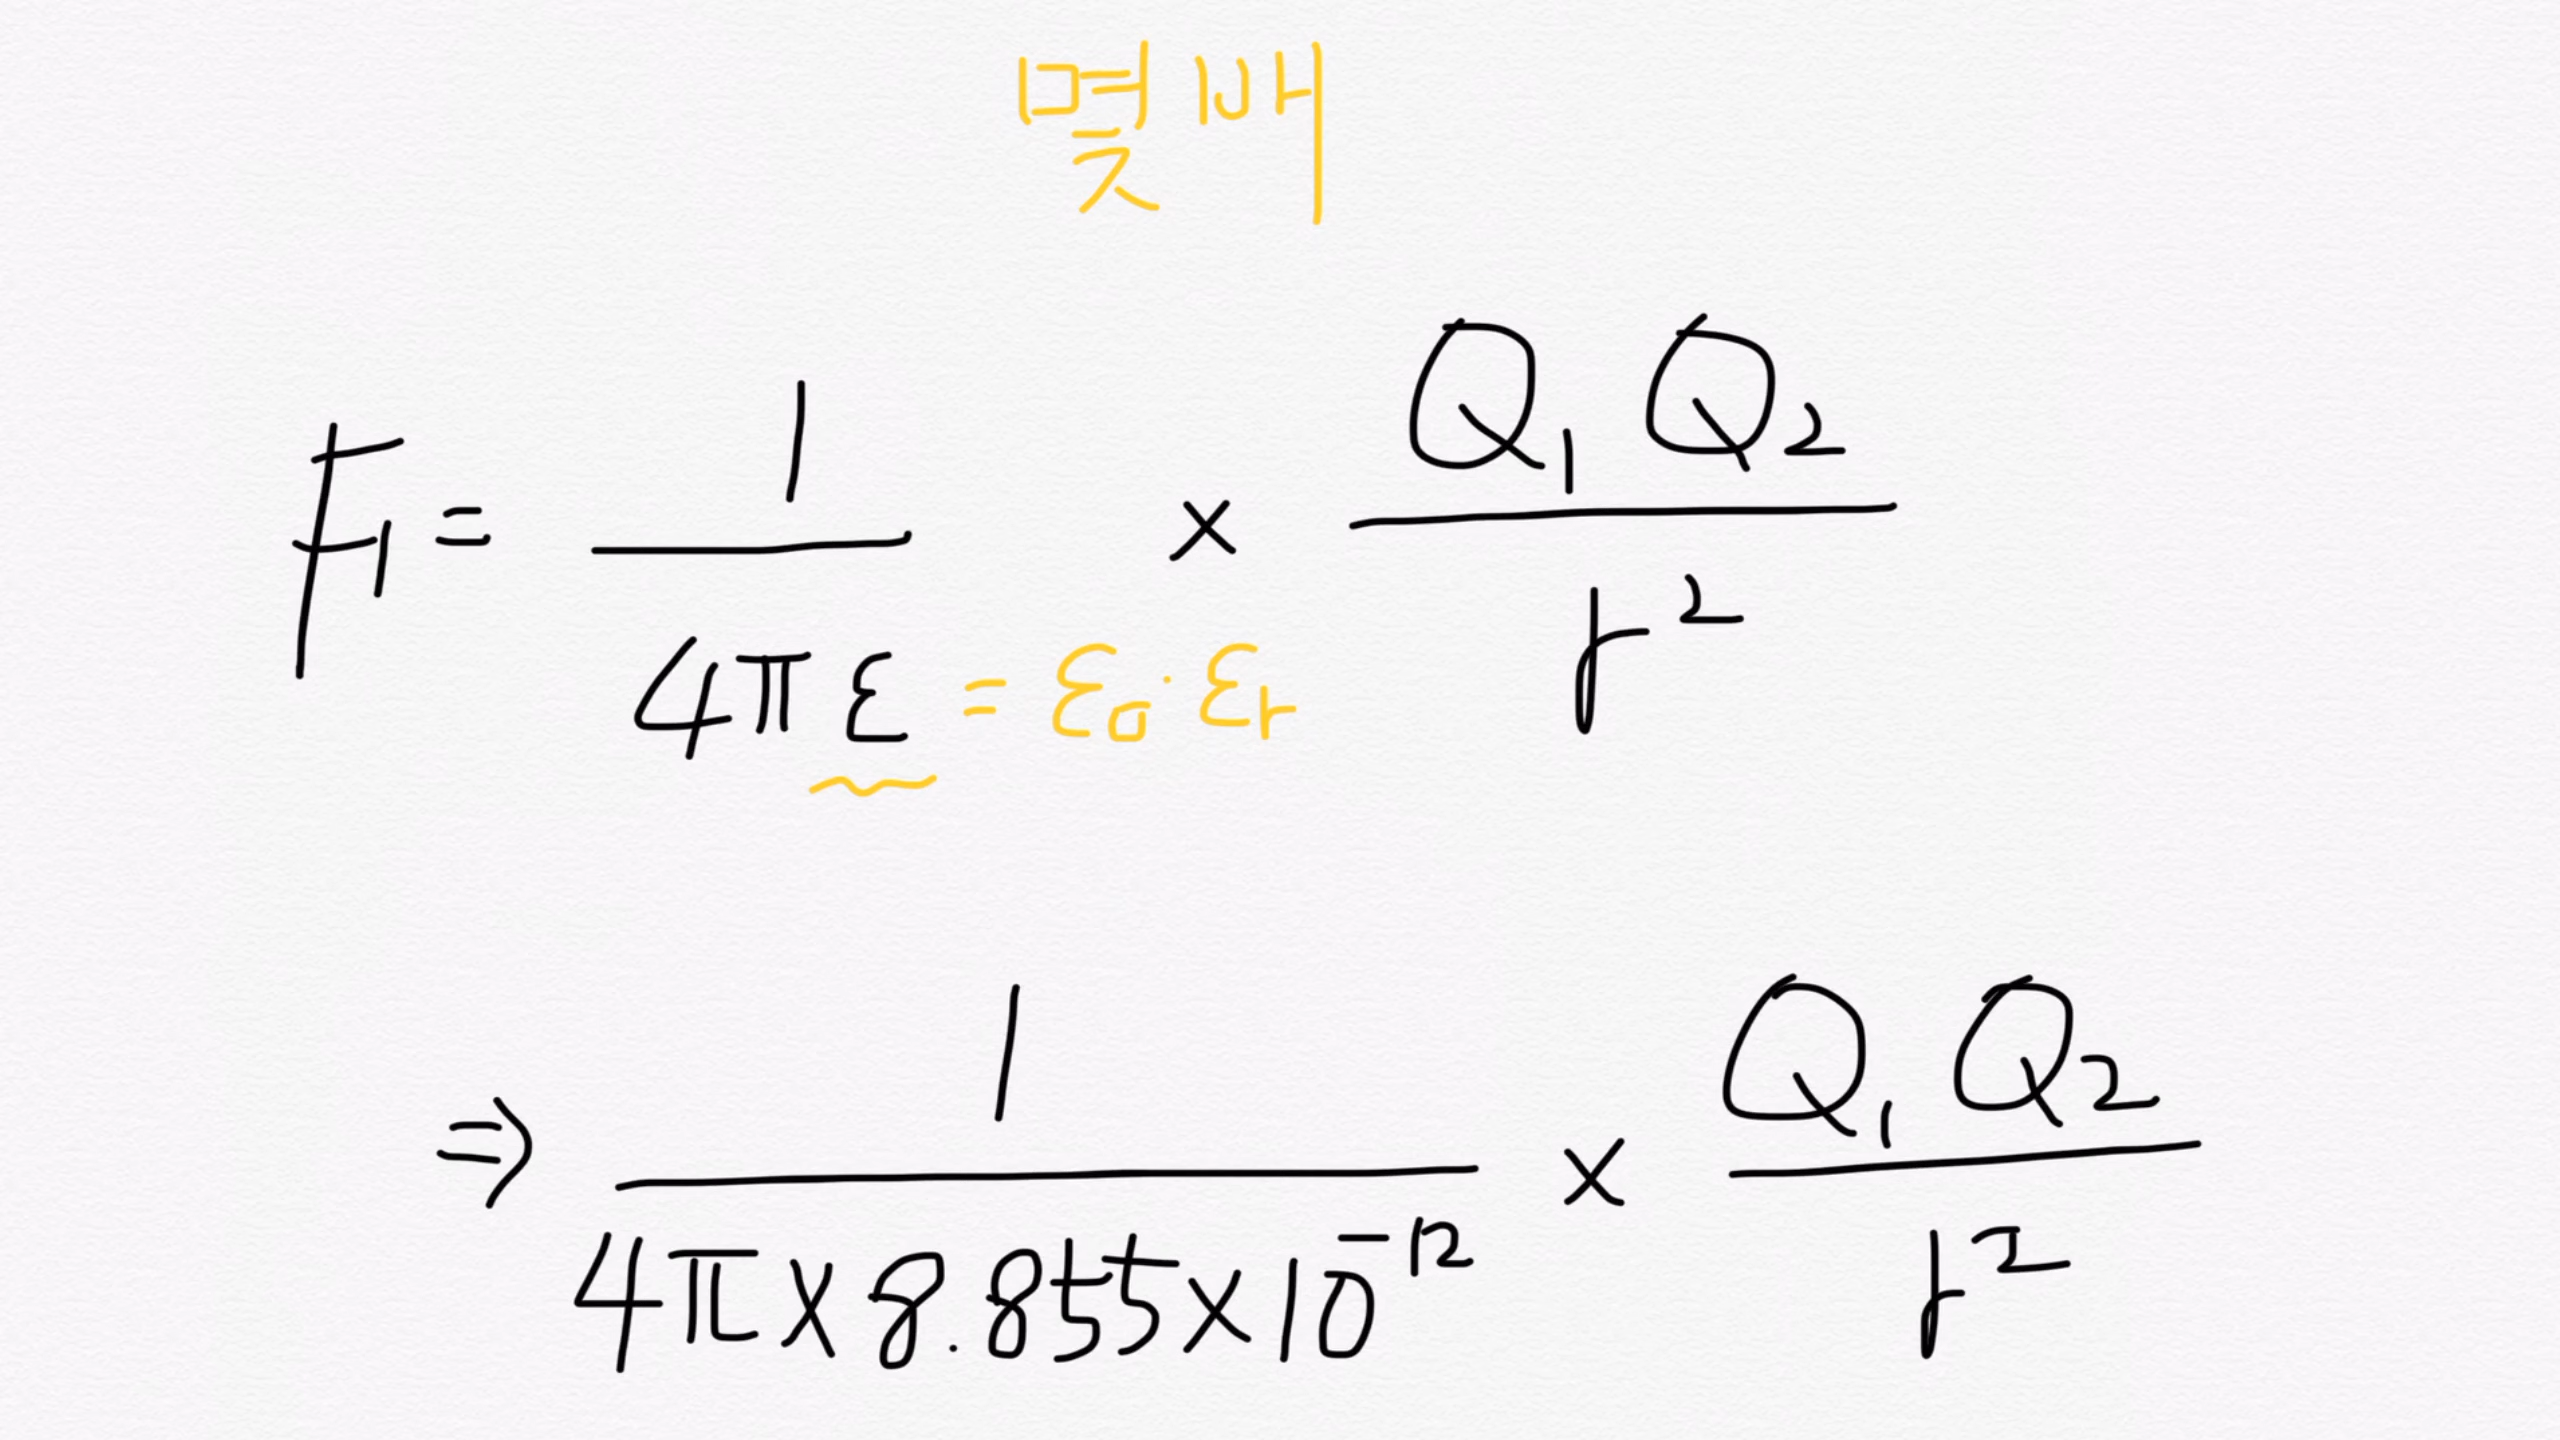 몇 배
F₁ = 1 / 4πε = ε₀·εr × Q₁Q₂ / r²
⇒ 1 / 4π×8.855×10⁻¹² × Q₁Q₂ / r²